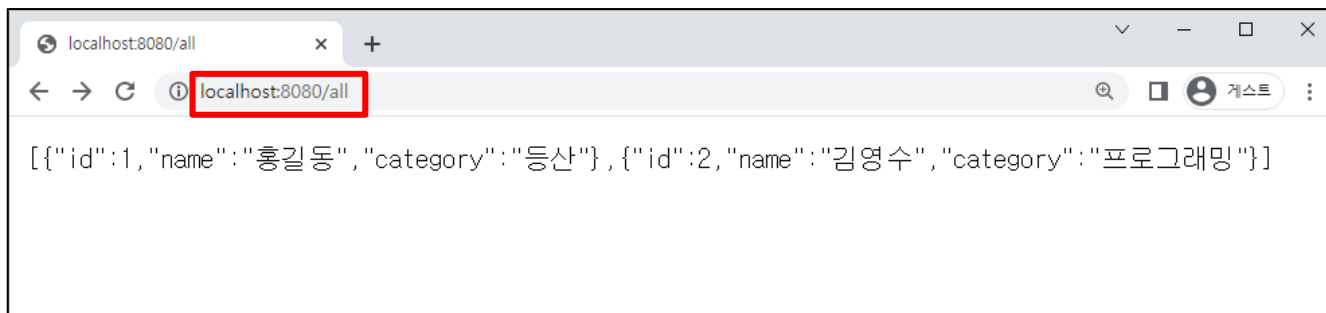 localhost:8080/all
localhost:8080/all 게스트
[{"id":1,"name":"홍길동","category":"등산"},{"id":2,"name":"김영수","category":"프로그래밍"}]